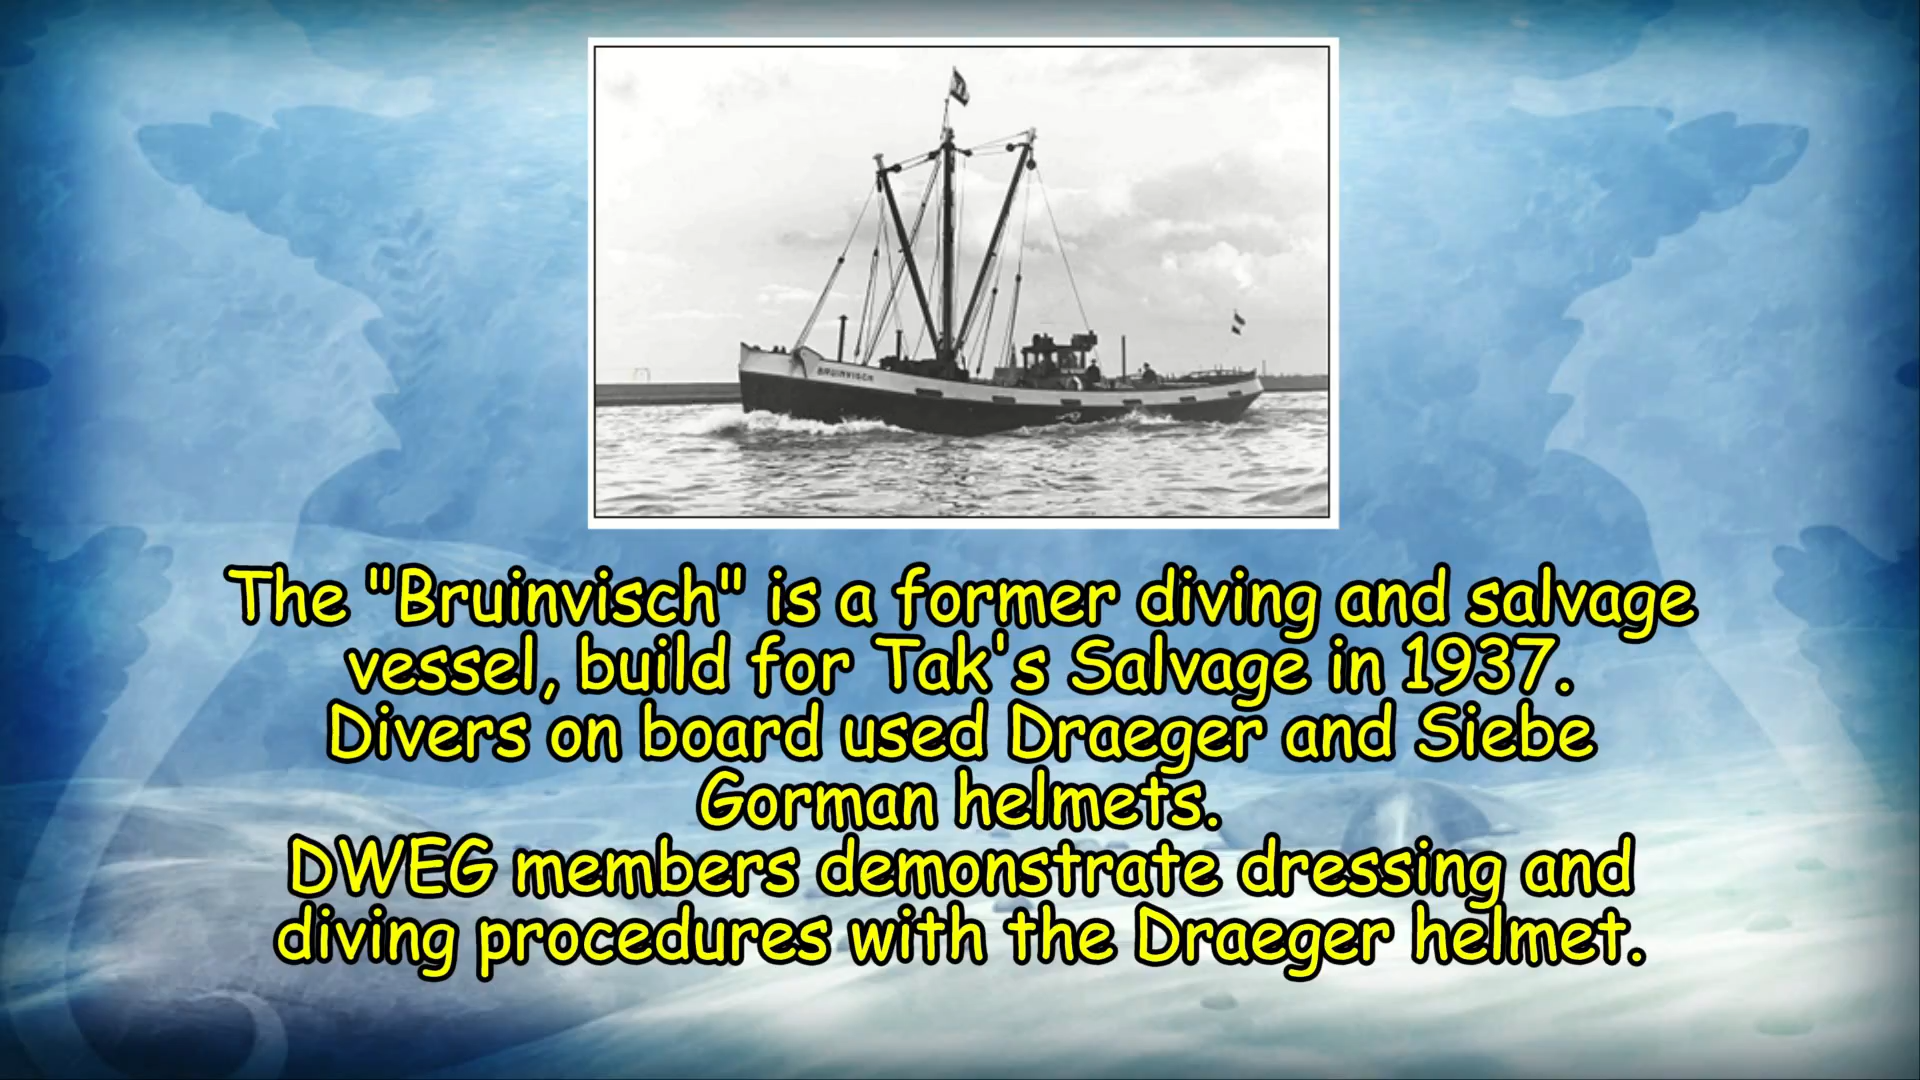 BRUINVISCH
The "Bruinvisch" is a former diving and salvage
vessel, build for Tak's Salvage in 1937.
Divers on board used Draeger and Siebe
Gorman helmets.
DWEG members demonstrate dressing and
diving procedures with the Draeger helmet.